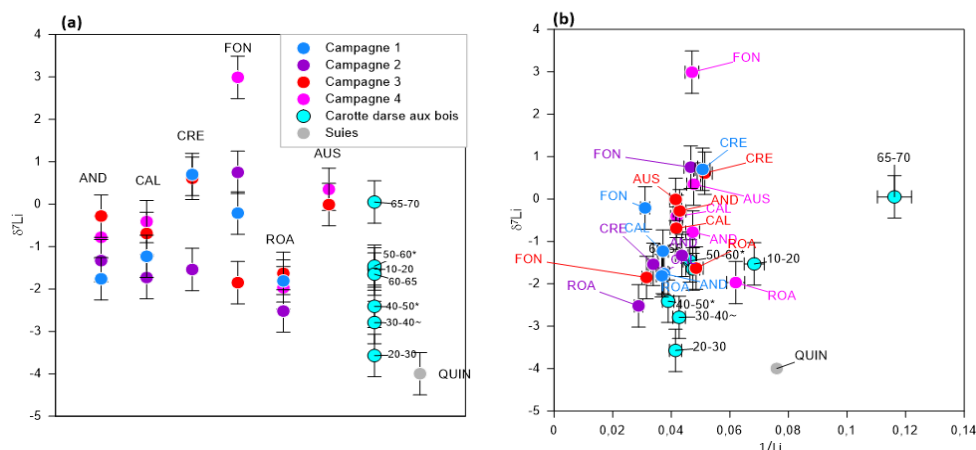 (a)
δ⁷Li
4
3
2
1
0
-1
-2
-3
-4
-5
AND
CAL
CRE
FON
ROA
AUS
Campagne 1
Campagne 2
Campagne 3
Campagne 4
Carotte darse aux bois
Suies
65-70
50-60*
10-20
60-65
40-50*
30-40~
20-30
QUIN
(b)
δ⁷Li
4
3
2
1
0
-1
-2
-3
-4
-5
FON
CRE
FON
CRE
65-70
AUS
AUS
FON
AND
CAL
CAL
CAL
AND
CRE
AND
50-60*
ROA
10-20
FON
AND
ROA
ROA
ROA
40-50*
30-40~
20-30
QUIN
0
0,02
0,04
0,06
0,08
0,1
0,12
0,14
1/Li